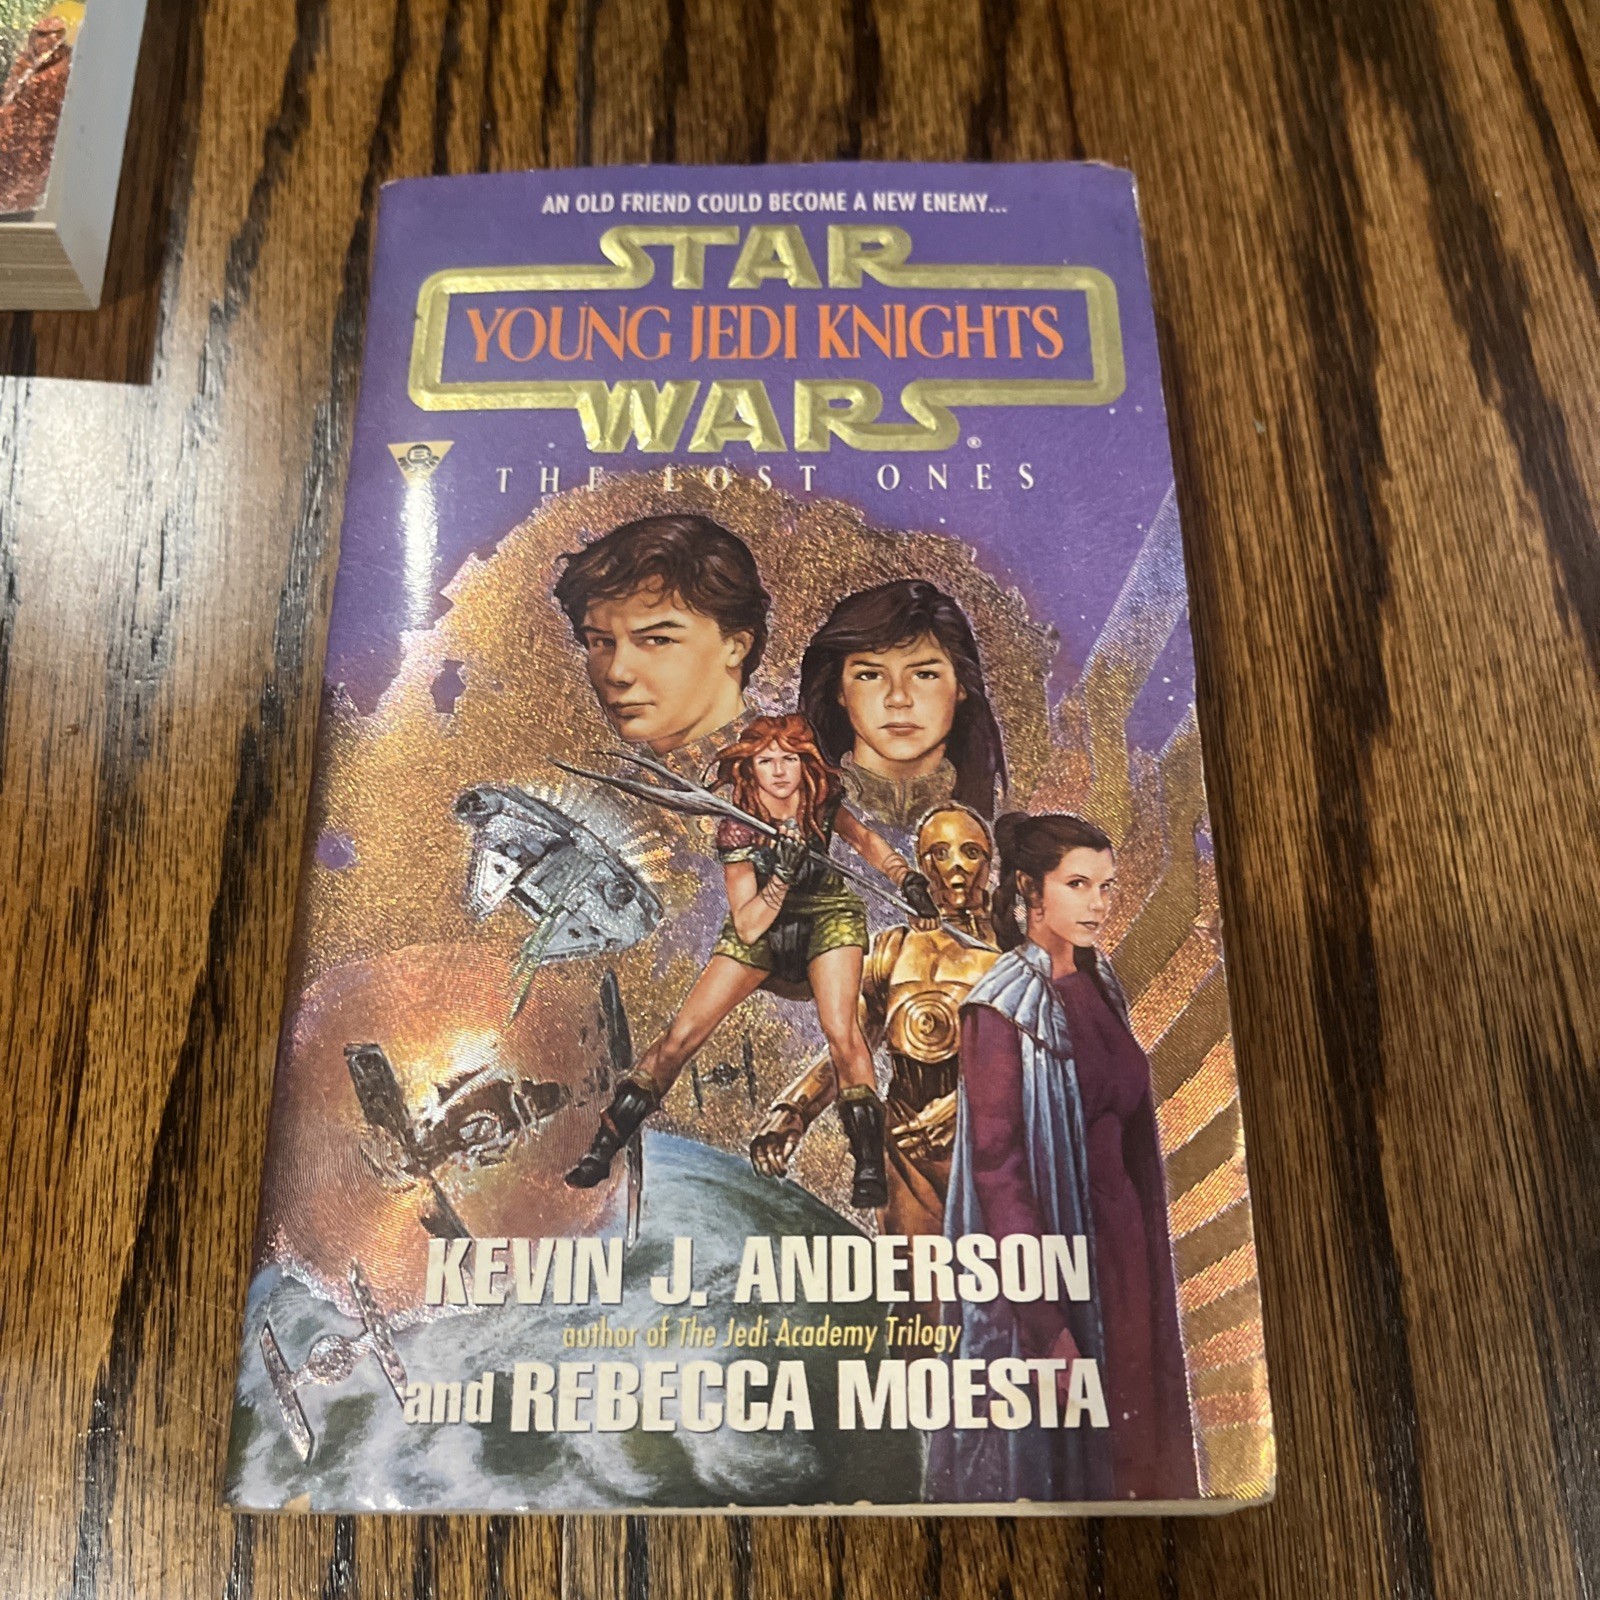 AN OLD FRIEND COULD BECOME A NEW ENEMY...
STAR
YOUNG JEDI KNIGHTS
WARS®
THE LOST ONES
KEVIN J. ANDERSON
author of The Jedi Academy Trilogy
and REBECCA MOESTA